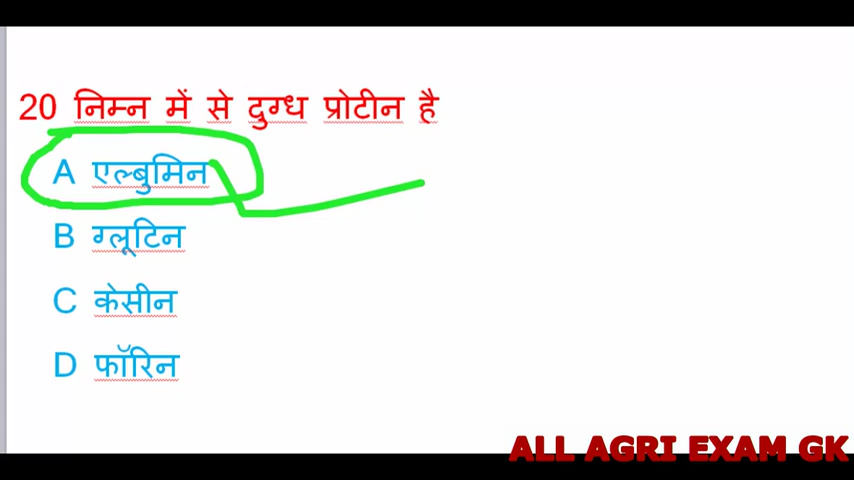 20 निम्न में से दुग्ध प्रोटीन है
A एल्बुमिन
B ग्लूटिन
C केसीन
D फॉरिन
ALL AGRI EXAM GK